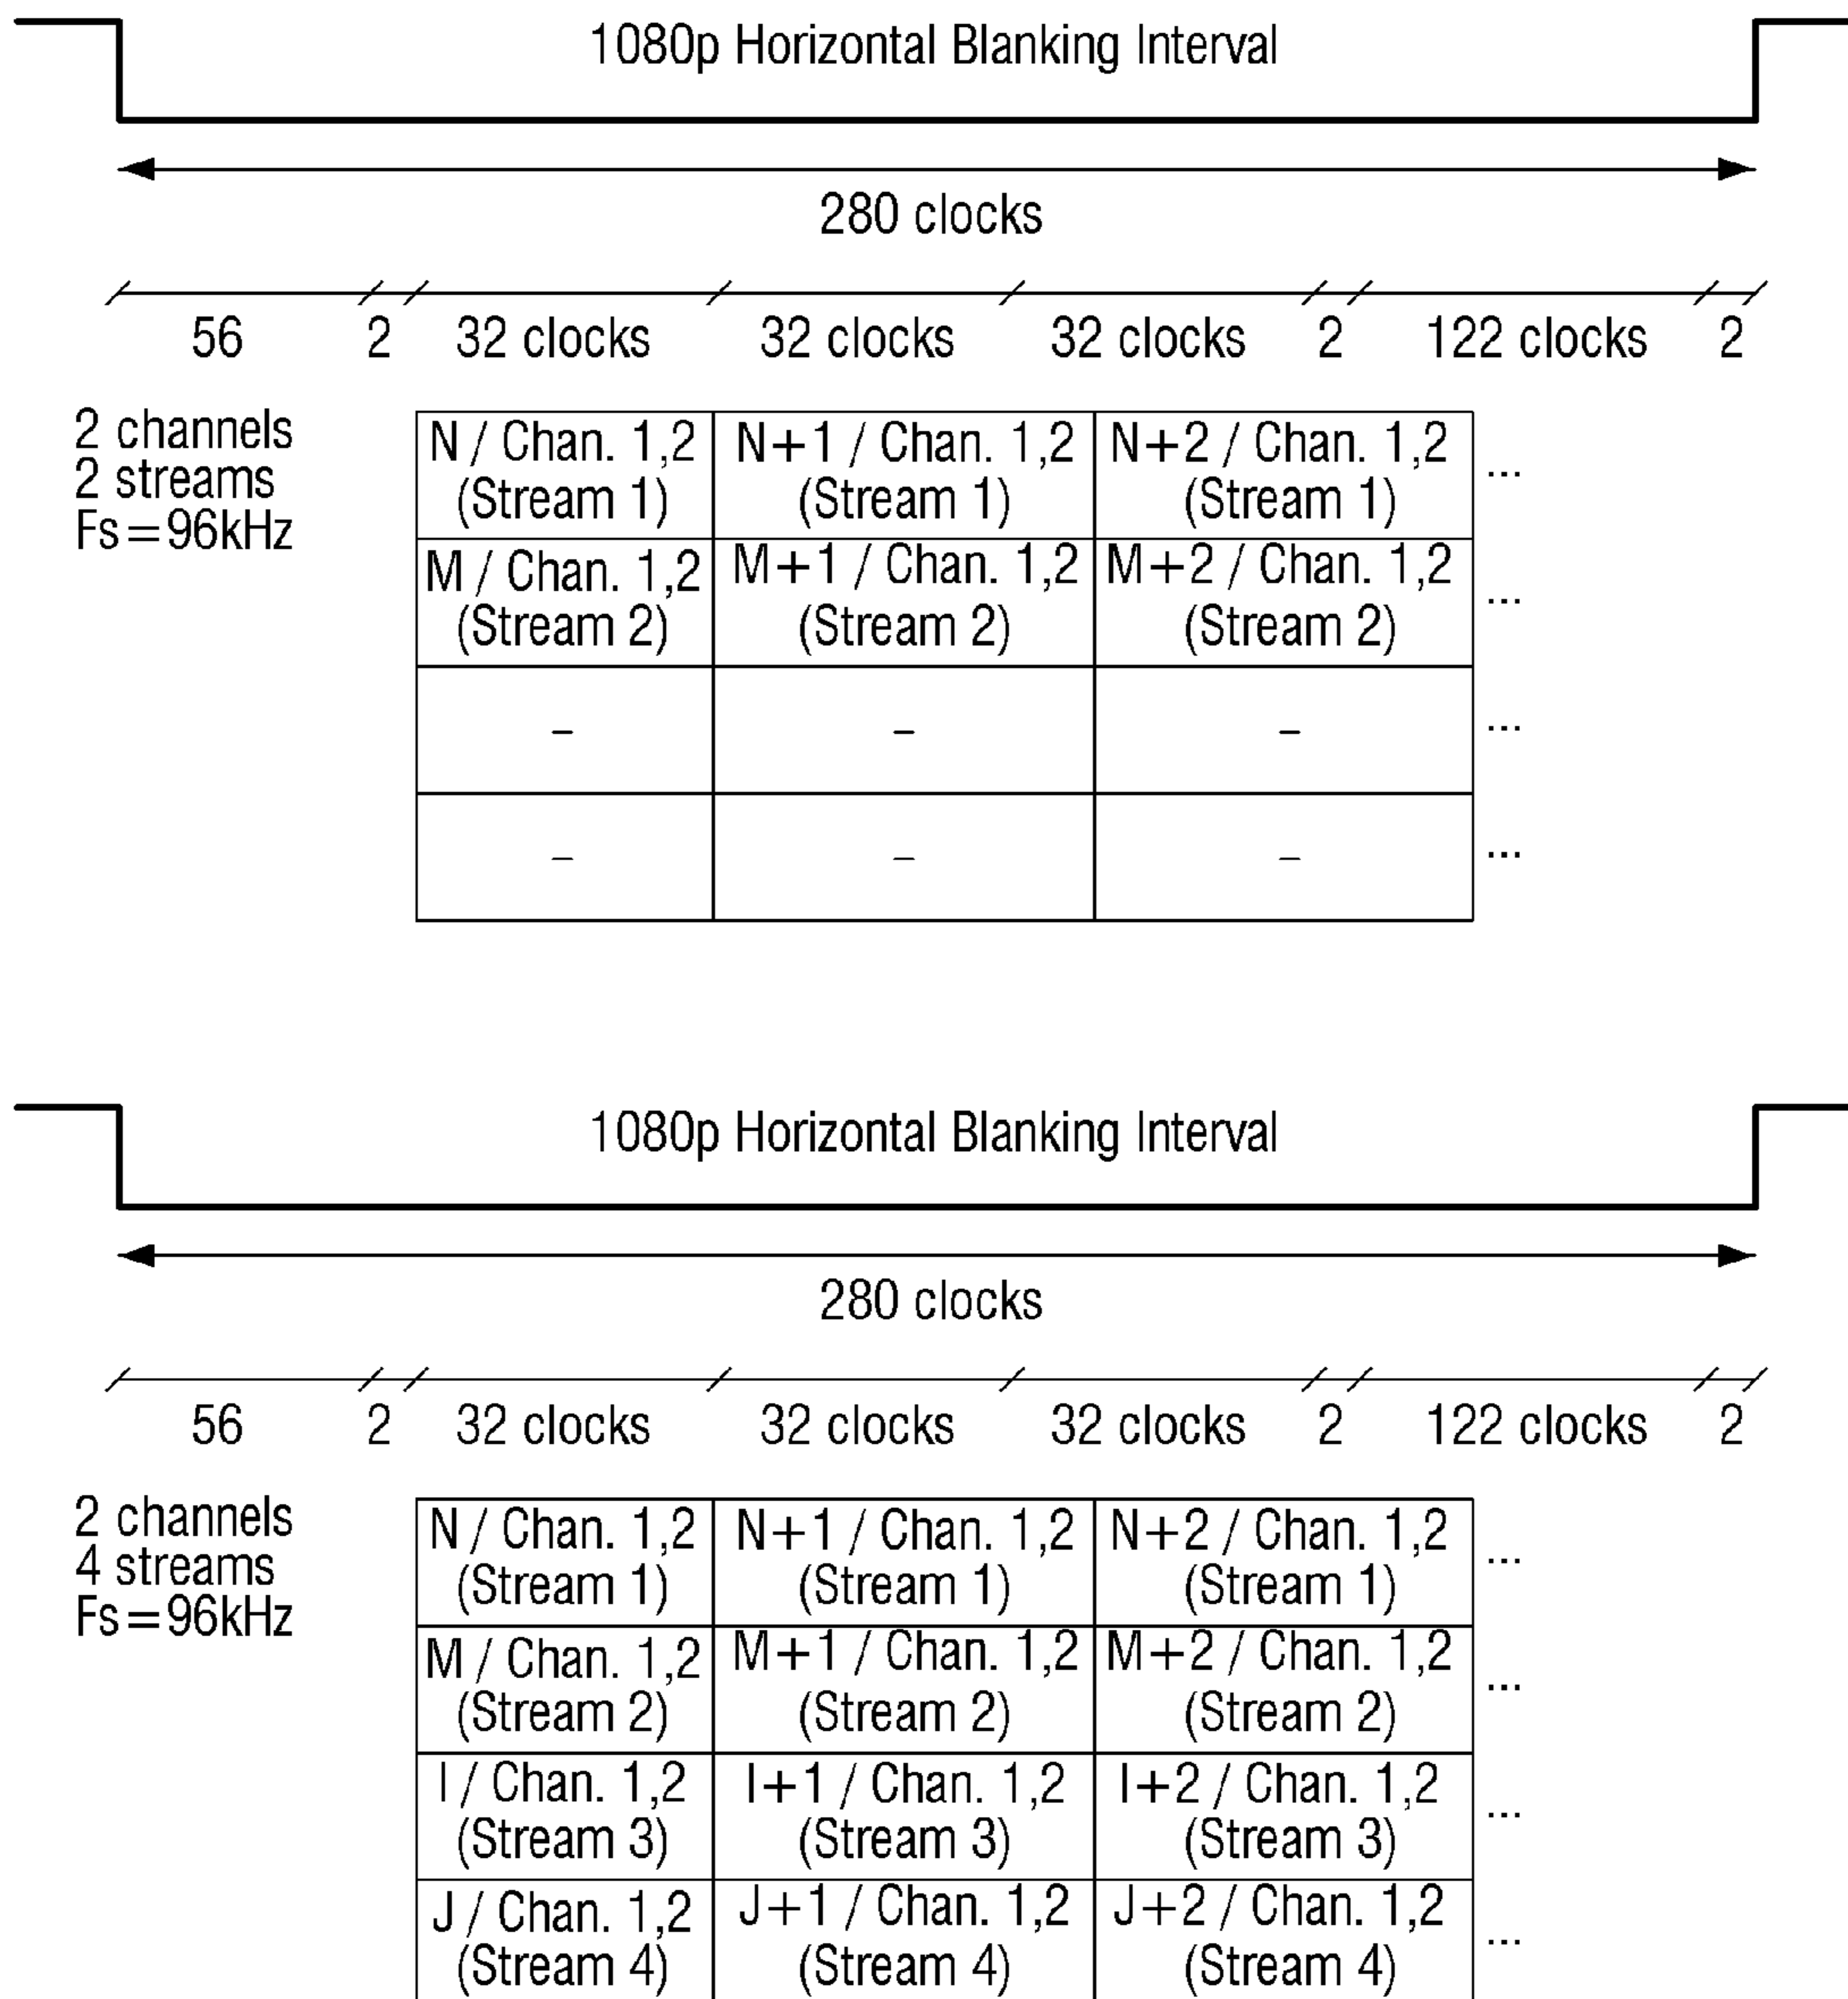 1080p Horizontal Blanking Interval
280 clocks
56 2 32 clocks 32 clocks 32 clocks 2 122 clocks 2
2 channels
2 streams
Fs=96kHz
N / Chan. 1,2 N+1 / Chan. 1,2 N+2 / Chan. 1,2 ...
(Stream 1) (Stream 1) (Stream 1)
M / Chan. 1,2 M+1 / Chan. 1,2 M+2 / Chan. 1,2 ...
(Stream 2) (Stream 2) (Stream 2)
– – – ...
– – – ...
1080p Horizontal Blanking Interval
280 clocks
56 2 32 clocks 32 clocks 32 clocks 2 122 clocks 2
2 channels
4 streams
Fs=96kHz
N / Chan. 1,2 N+1 / Chan. 1,2 N+2 / Chan. 1,2 ...
(Stream 1) (Stream 1) (Stream 1)
M / Chan. 1,2 M+1 / Chan. 1,2 M+2 / Chan. 1,2 ...
(Stream 2) (Stream 2) (Stream 2)
I / Chan. 1,2 I+1 / Chan. 1,2 I+2 / Chan. 1,2 ...
(Stream 3) (Stream 3) (Stream 3)
J / Chan. 1,2 J+1 / Chan. 1,2 J+2 / Chan. 1,2 ...
(Stream 4) (Stream 4) (Stream 4)